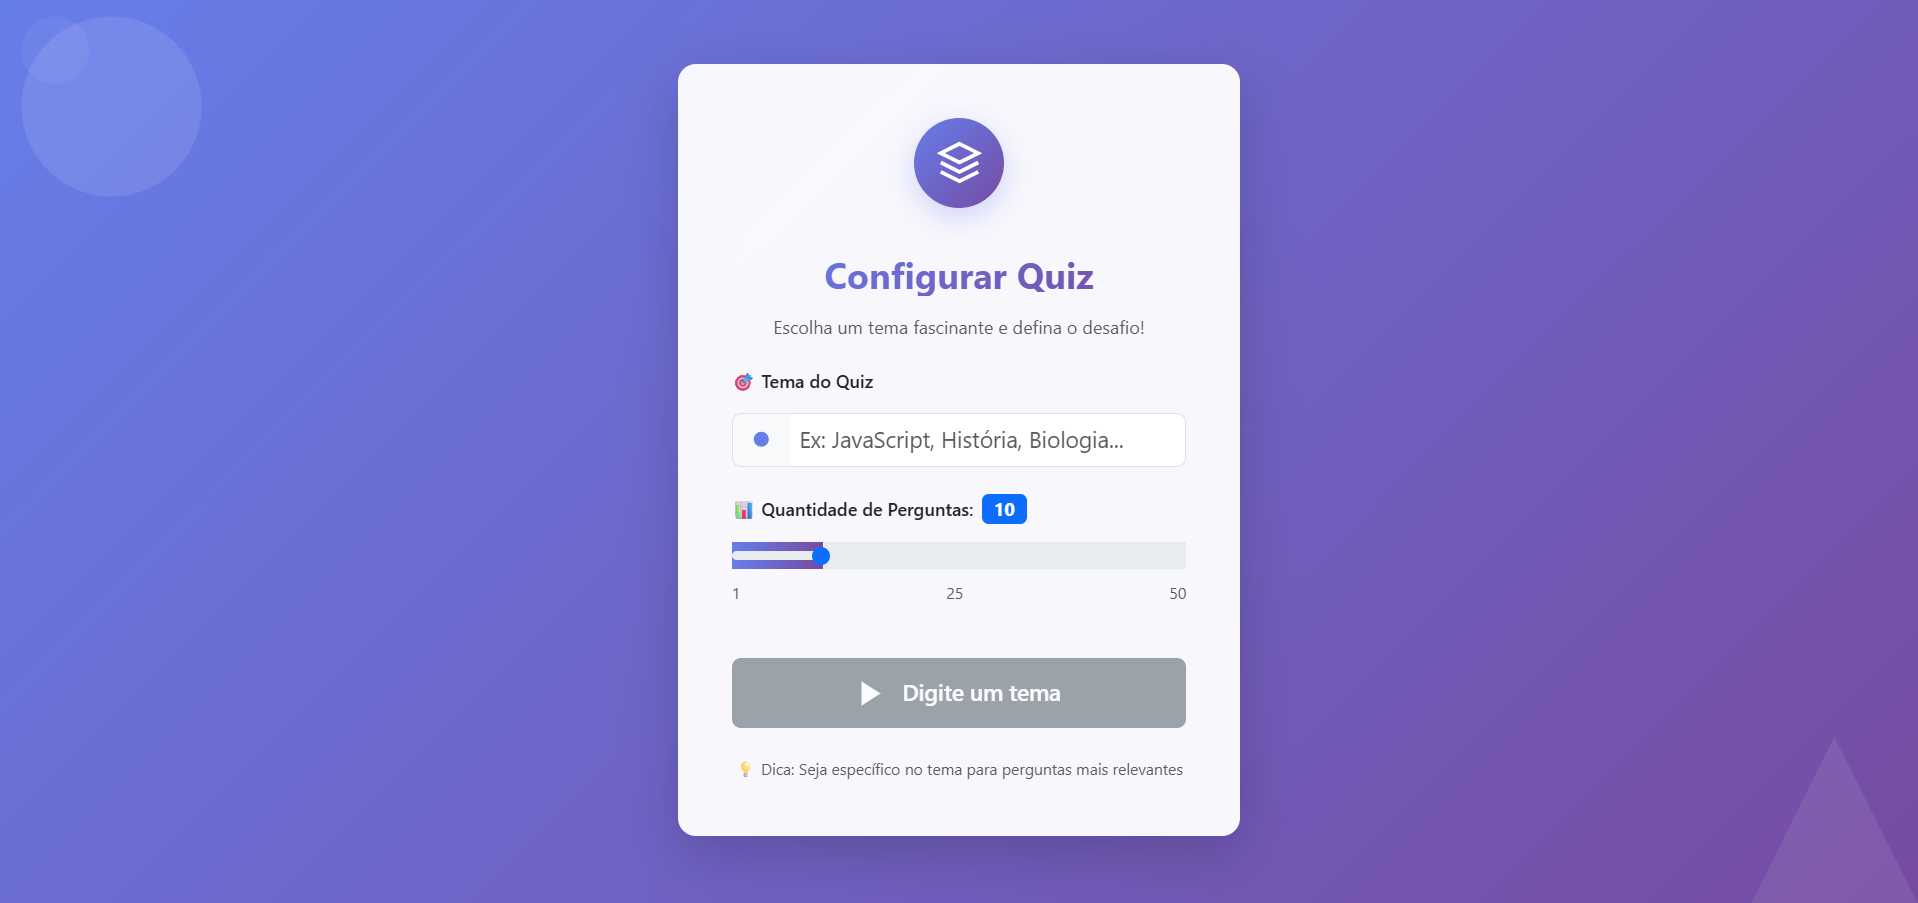 Configurar Quiz
Escolha um tema fascinante e defina o desafio!
🎯 Tema do Quiz
Ex: JavaScript, História, Biologia...
📊 Quantidade de Perguntas: 10
1 25 50
Digite um tema
💡 Dica: Seja específico no tema para perguntas mais relevantes